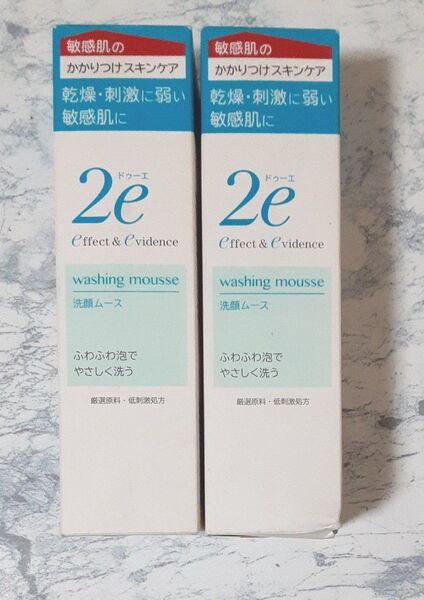 敏感肌の
かかりつけスキンケア
乾燥・刺激に弱い
敏感肌に
ドゥーエ
2e
effect & evidence
washing mousse
洗顔ムース
ふわふわ泡で
やさしく洗う
厳選原料・低刺激処方
敏感肌の
かかりつけスキンケア
乾燥・刺激に弱い
敏感肌に
ドゥーエ
2e
effect & evidence
washing mousse
洗顔ムース
ふわふわ泡で
やさしく洗う
厳選原料・低刺激処方